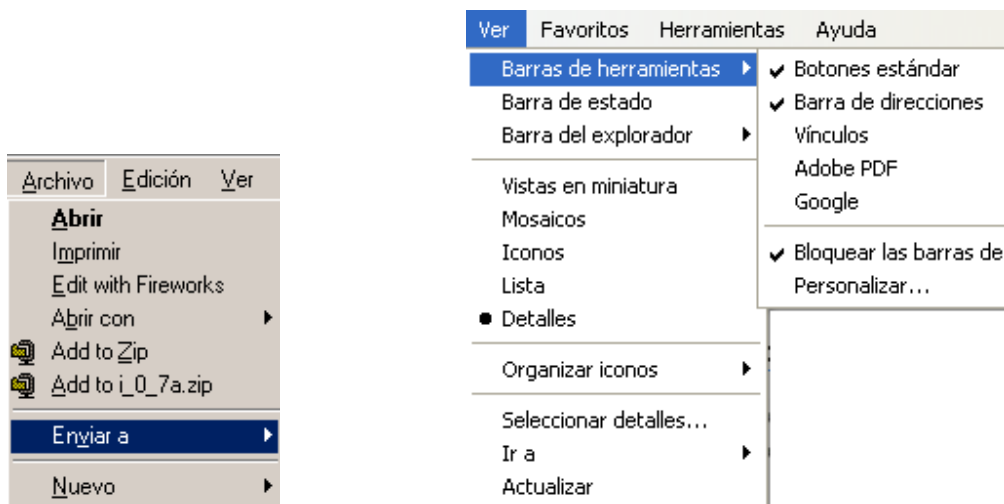 Archivo Edición Ver
Abrir
Imprimir
Edit with Fireworks
Abrir con
Add to Zip
Add to i_0_7a.zip
Enviar a
Nuevo
Ver Favoritos Herramientas Ayuda
Barras de herramientas
Barra de estado
Barra del explorador
Vistas en miniatura
Mosaicos
Iconos
Lista
Detalles
Organizar iconos
Seleccionar detalles...
Ir a
Actualizar
Botones estándar
Barra de direcciones
Vínculos
Adobe PDF
Google
Bloquear las barras de
Personalizar...